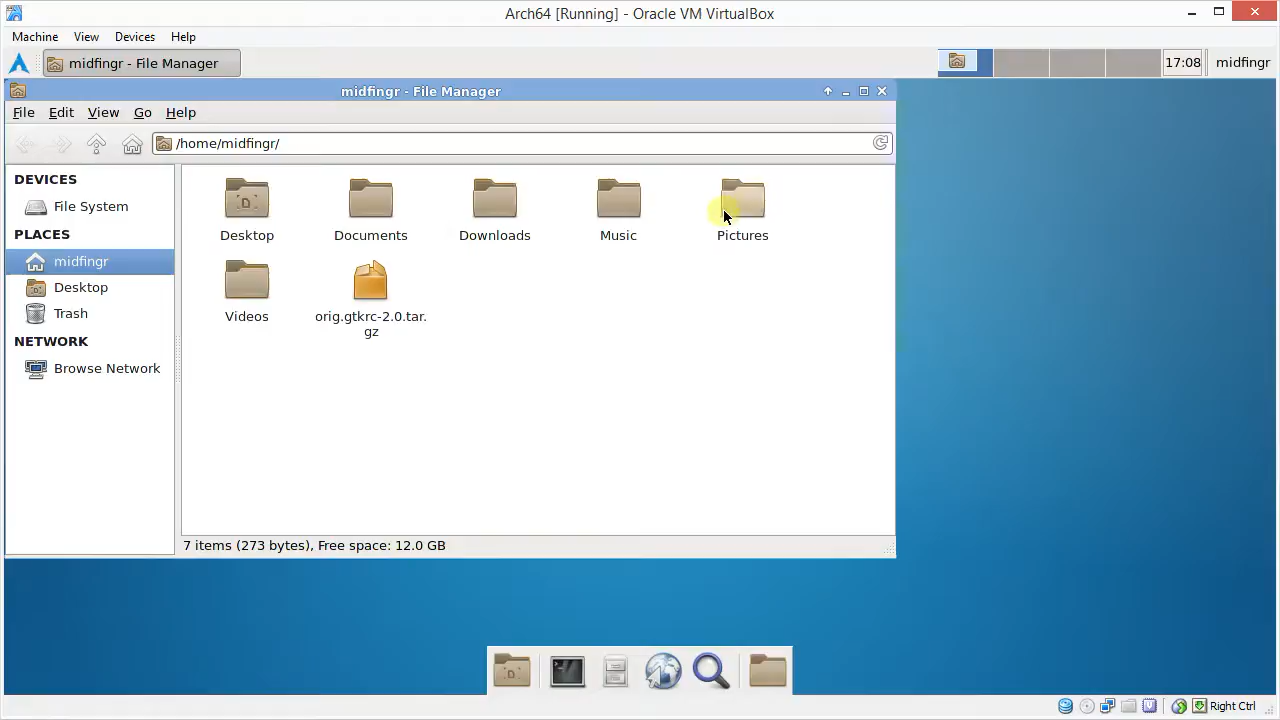 Arch64 [Running] - Oracle VM VirtualBox
Machine View Devices Help
midfingr - File Manager
17:08
midfingr
midfingr - File Manager
File Edit View Go Help
/home/midfingr/
DEVICES
File System
PLACES
midfingr
Desktop
Trash
NETWORK
Browse Network
Desktop
Documents
Downloads
Music
Pictures
Videos
orig.gtkrc-2.0.tar.
gz
7 items (273 bytes), Free space: 12.0 GB
Right Ctrl